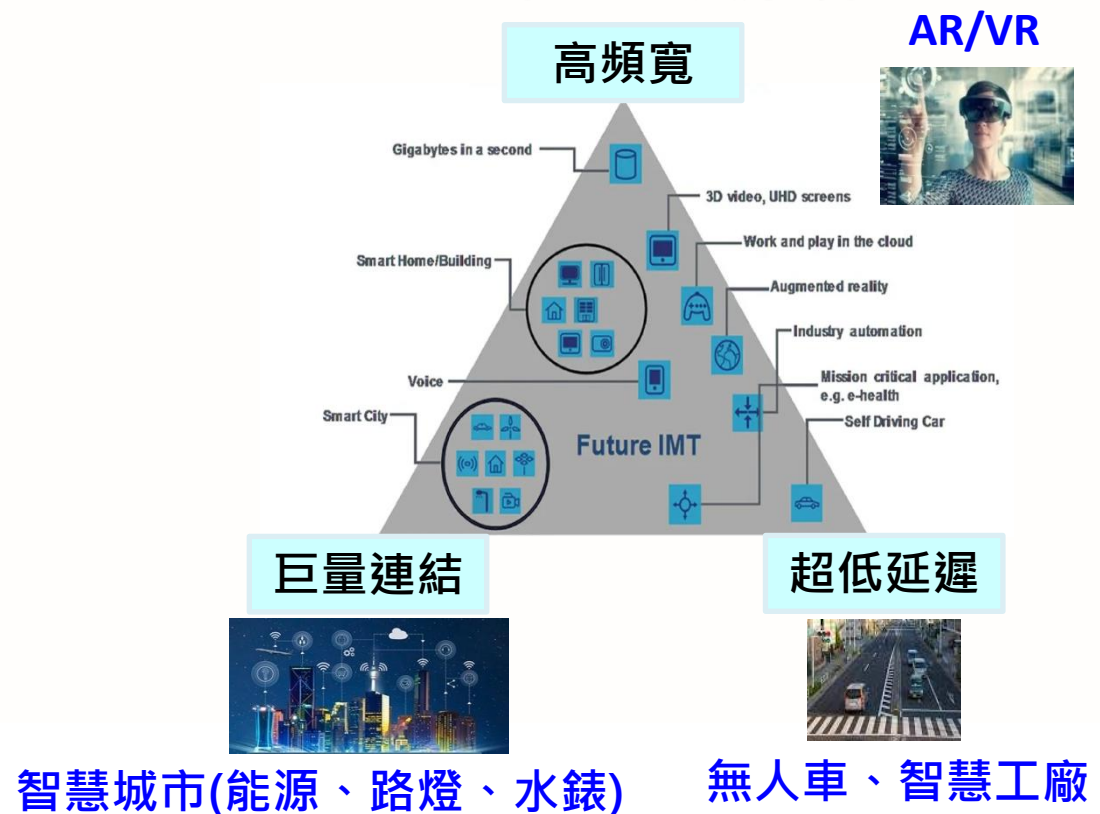 AR/VR
高頻寬
Gigabytes in a second
3D video, UHD screens
Work and play in the cloud
Smart Home/Building
Augmented reality
Industry automation
Voice
Mission critical application,
e.g. e-health
Smart City
Self Driving Car
Future IMT
巨量連結
超低延遲
智慧城市(能源、路燈、水錶)
無人車、智慧工廠